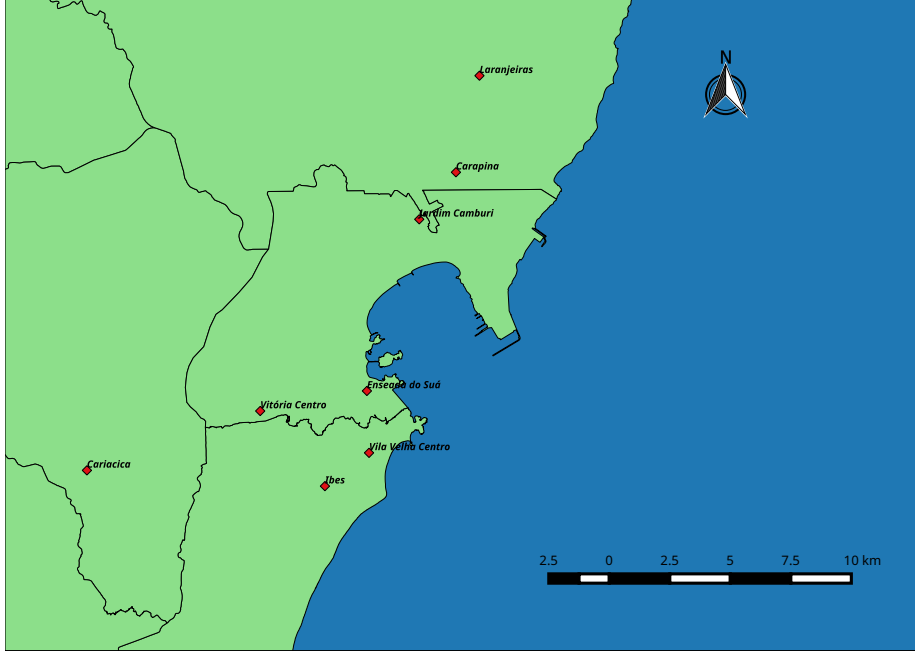 N
Laranjeiras
Carapina
Jardim Camburi
Enseada do Suá
Vitória Centro
Vila Velha Centro
Cariacica
Ibes
2.5 0 2.5 5 7.5 10 km